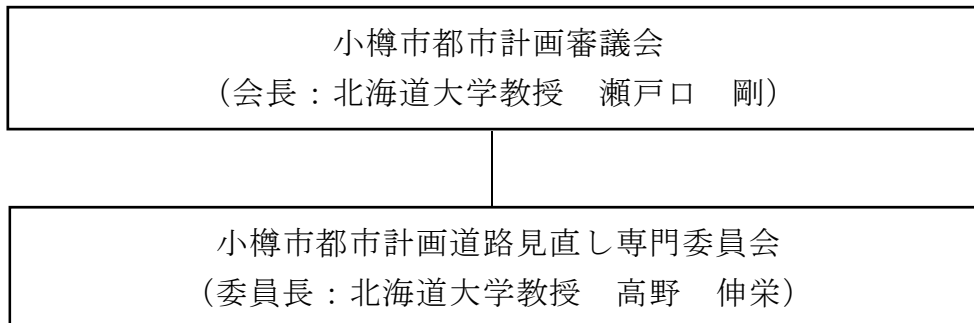 小樽市都市計画審議会
（会長：北海道大学教授　瀬戸口　剛）
小樽市都市計画道路見直し専門委員会
（委員長：北海道大学教授　高野　伸栄）